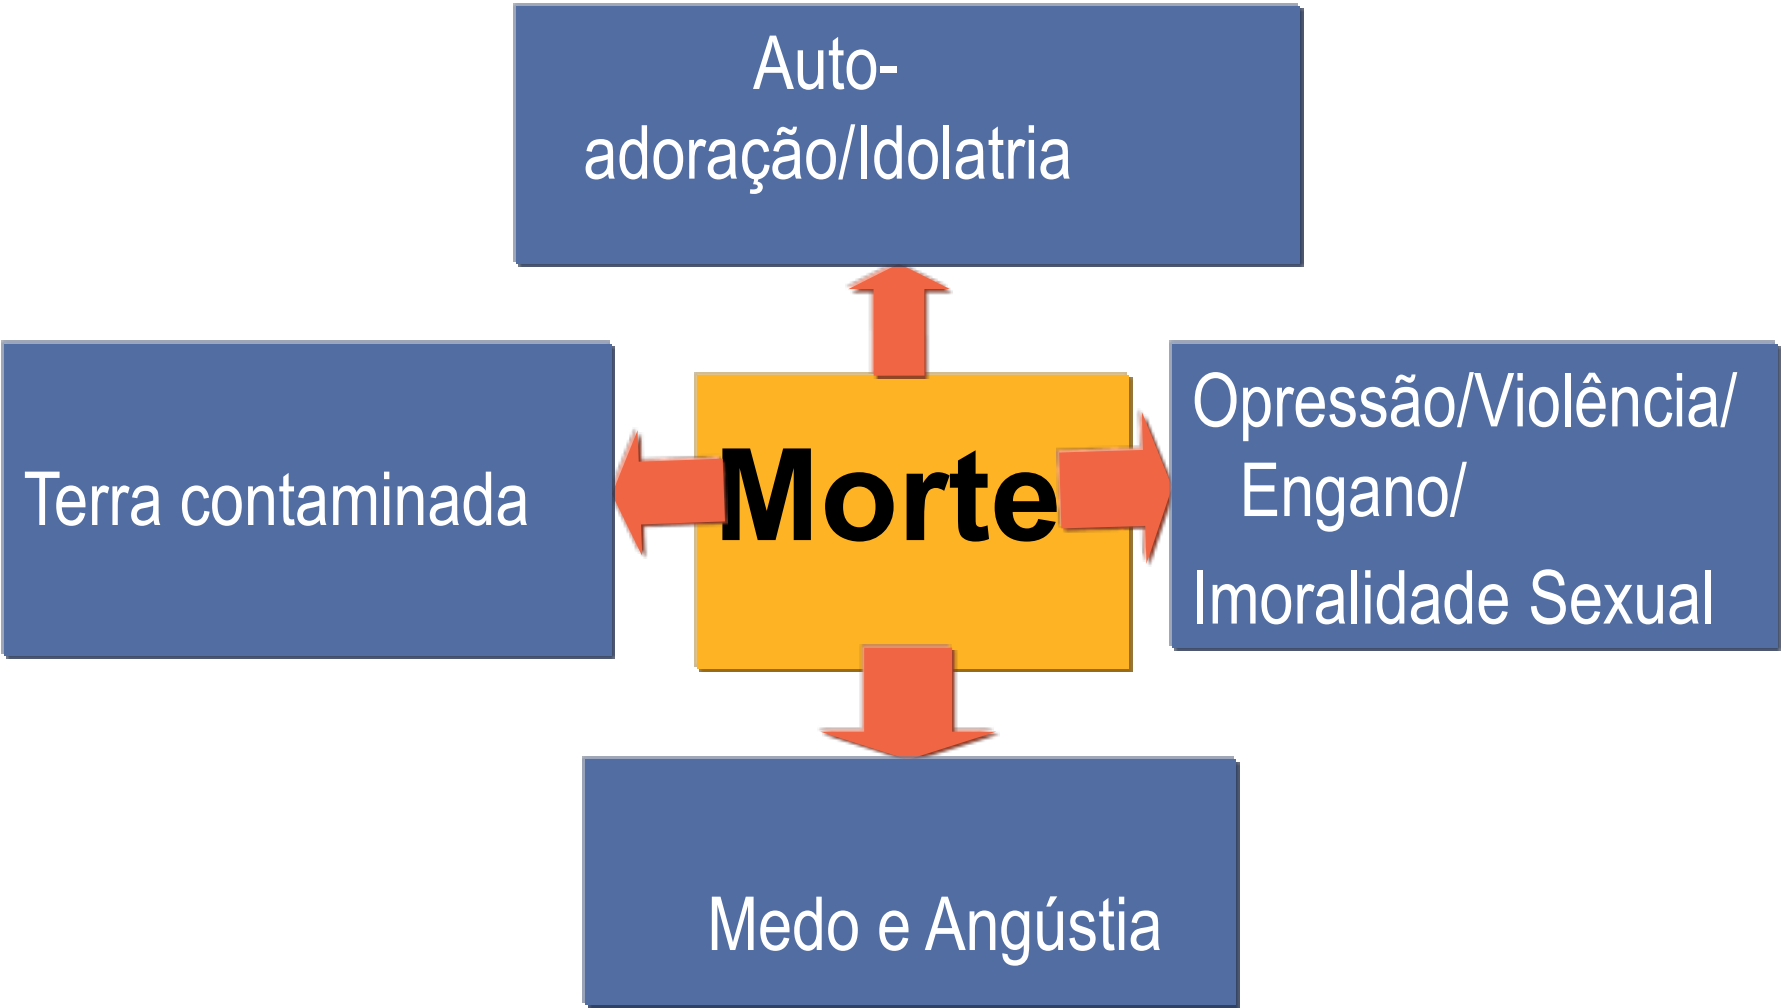 Auto-
adoração/Idolatria
Terra contaminada
Morte
Opressão/Violência/
Engano/
Imoralidade Sexual
Medo e Angústia